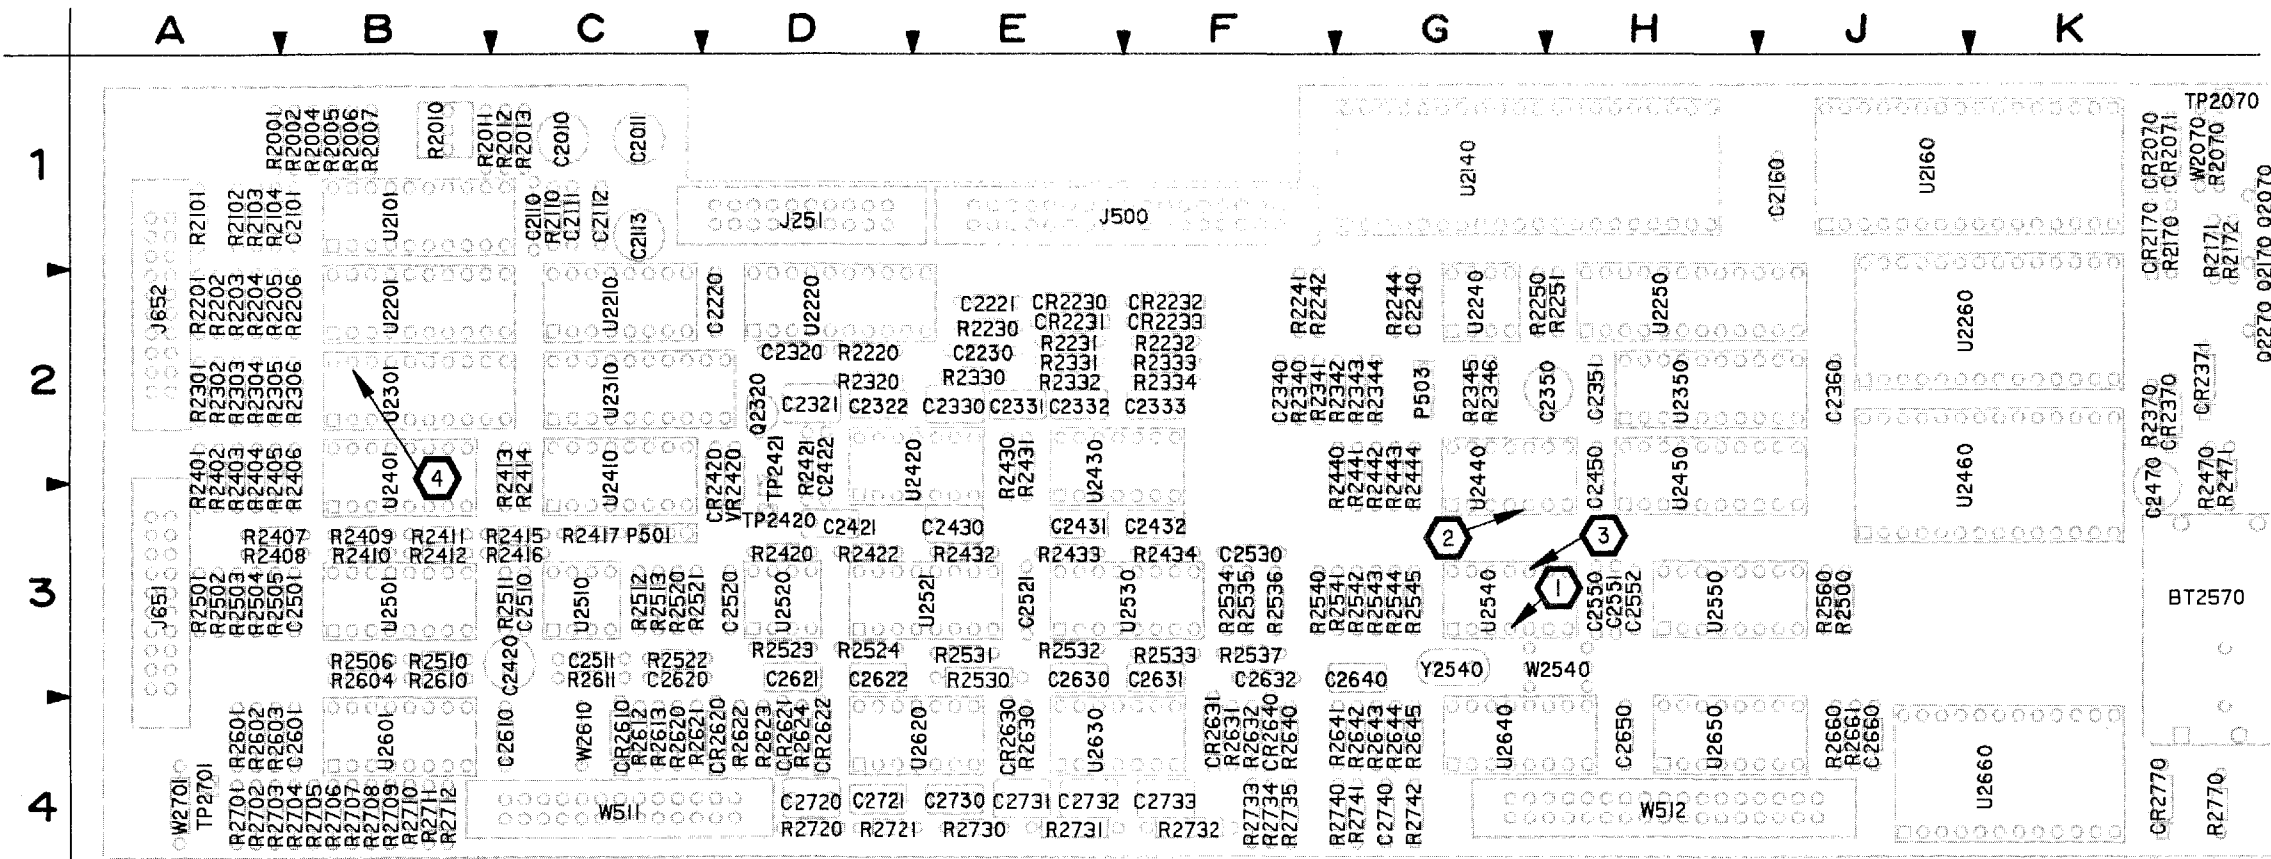 A B C D E F G H J K
1
R2001 R2002 R2004 R2005 R2006 R2007 R2010 R2011 R2012 R2013 C2010 C2011 U2140 C2160 U2160 CR2070 CR2071 W2070 R2070 TP2070
R2101 R2102 R2103 R2104 C2101 U2101 C2110 R2110 C2111 C2112 C2113 J251 J500 CR2170 R2170 R2171 R2172 Q2070 Q2170 Q2270
J652 R2201 R2202 R2203 R2204 R2205 R2206 U2201 U2210 C2220 U2220 R2241 R2242 R2244 C2240 U2240 R2250 R2251 U2250 U2260
C2221 CR2230 CR2232
R2230 CR2231 CR2233
C2320 R2220 C2230 R2231 R2232
R2331 R2333
R2320 R2330 R2332 R2334
2
R2301 R2302 R2303 R2304 R2305 R2306 U2301 U2310 Q2320 C2321 C2322 C2330 C2331 C2332 C2333 C2340 R2340 R2341 R2342 R2343 R2344 P503 R2345 R2346 C2350 C2351 U2350 C2360 R2370 CR2370 CR2371
R2401 R2402 R2403 R2404 R2405 R2406 U2401 4 R2413 R2414 U2410 CR2420 VR2420 TP2421 R2421 C2422 U2420 R2430 R2431 U2430 R2440 R2441 R2442 R2443 R2444 U2440 C2450 U2450 U2460 C2470 R2470 R2471
TP2420 C2421 C2430 C2431 C2432
R2407 R2409 R2411 R2415 R2417 P501 2 3
R2408 R2410 R2412 R2416 R2420 R2422 R2432 R2433 R2434 C2530
3
J651 R2501 R2502 R2503 R2504 R2505 C2501 U2501 R2511 C2510 U2510 R2512 R2513 R2520 R2521 C2520 U2520 U2521 C2521 U2530 R2534 R2535 R2536 R2540 R2541 R2542 R2543 R2544 R2545 U2540 1 C2550 C2551 C2552 U2550 R2560 R2500 BT2570
R2506 R2510 C2420 C2511 R2522 R2523 R2524 R2531 R2532 R2533 R2537
R2604 R2610 R2611 C2620 C2621 C2622 R2530 C2630 C2631 C2632 C2640 Y2540 W2540
R2601 R2602 R2603 C2601 U2601 C2610 W2610 CR2610 R2612 R2613 R2620 R2621 CR2620 R2622 R2623 CR2621 R2624 CR2622 U2620 CR2630 R2630 U2630 CR2631 R2631 R2632 CR2640 R2640 R2641 R2642 R2643 R2644 R2645 U2640 C2650 U2650 R2660 R2661 C2660 U2660
4
W2701 TP2701 R2701 R2702 R2703 R2704 R2705 R2706 R2707 R2708 R2709 R2710 R2711 R2712 W511 C2720 C2721 C2730 C2731 C2732 C2733 R2733 R2734 R2735 R2740 R2741 C2740 R2742 W512 CR2770 R2770
R2720 R2721 R2730 R2731 R2732